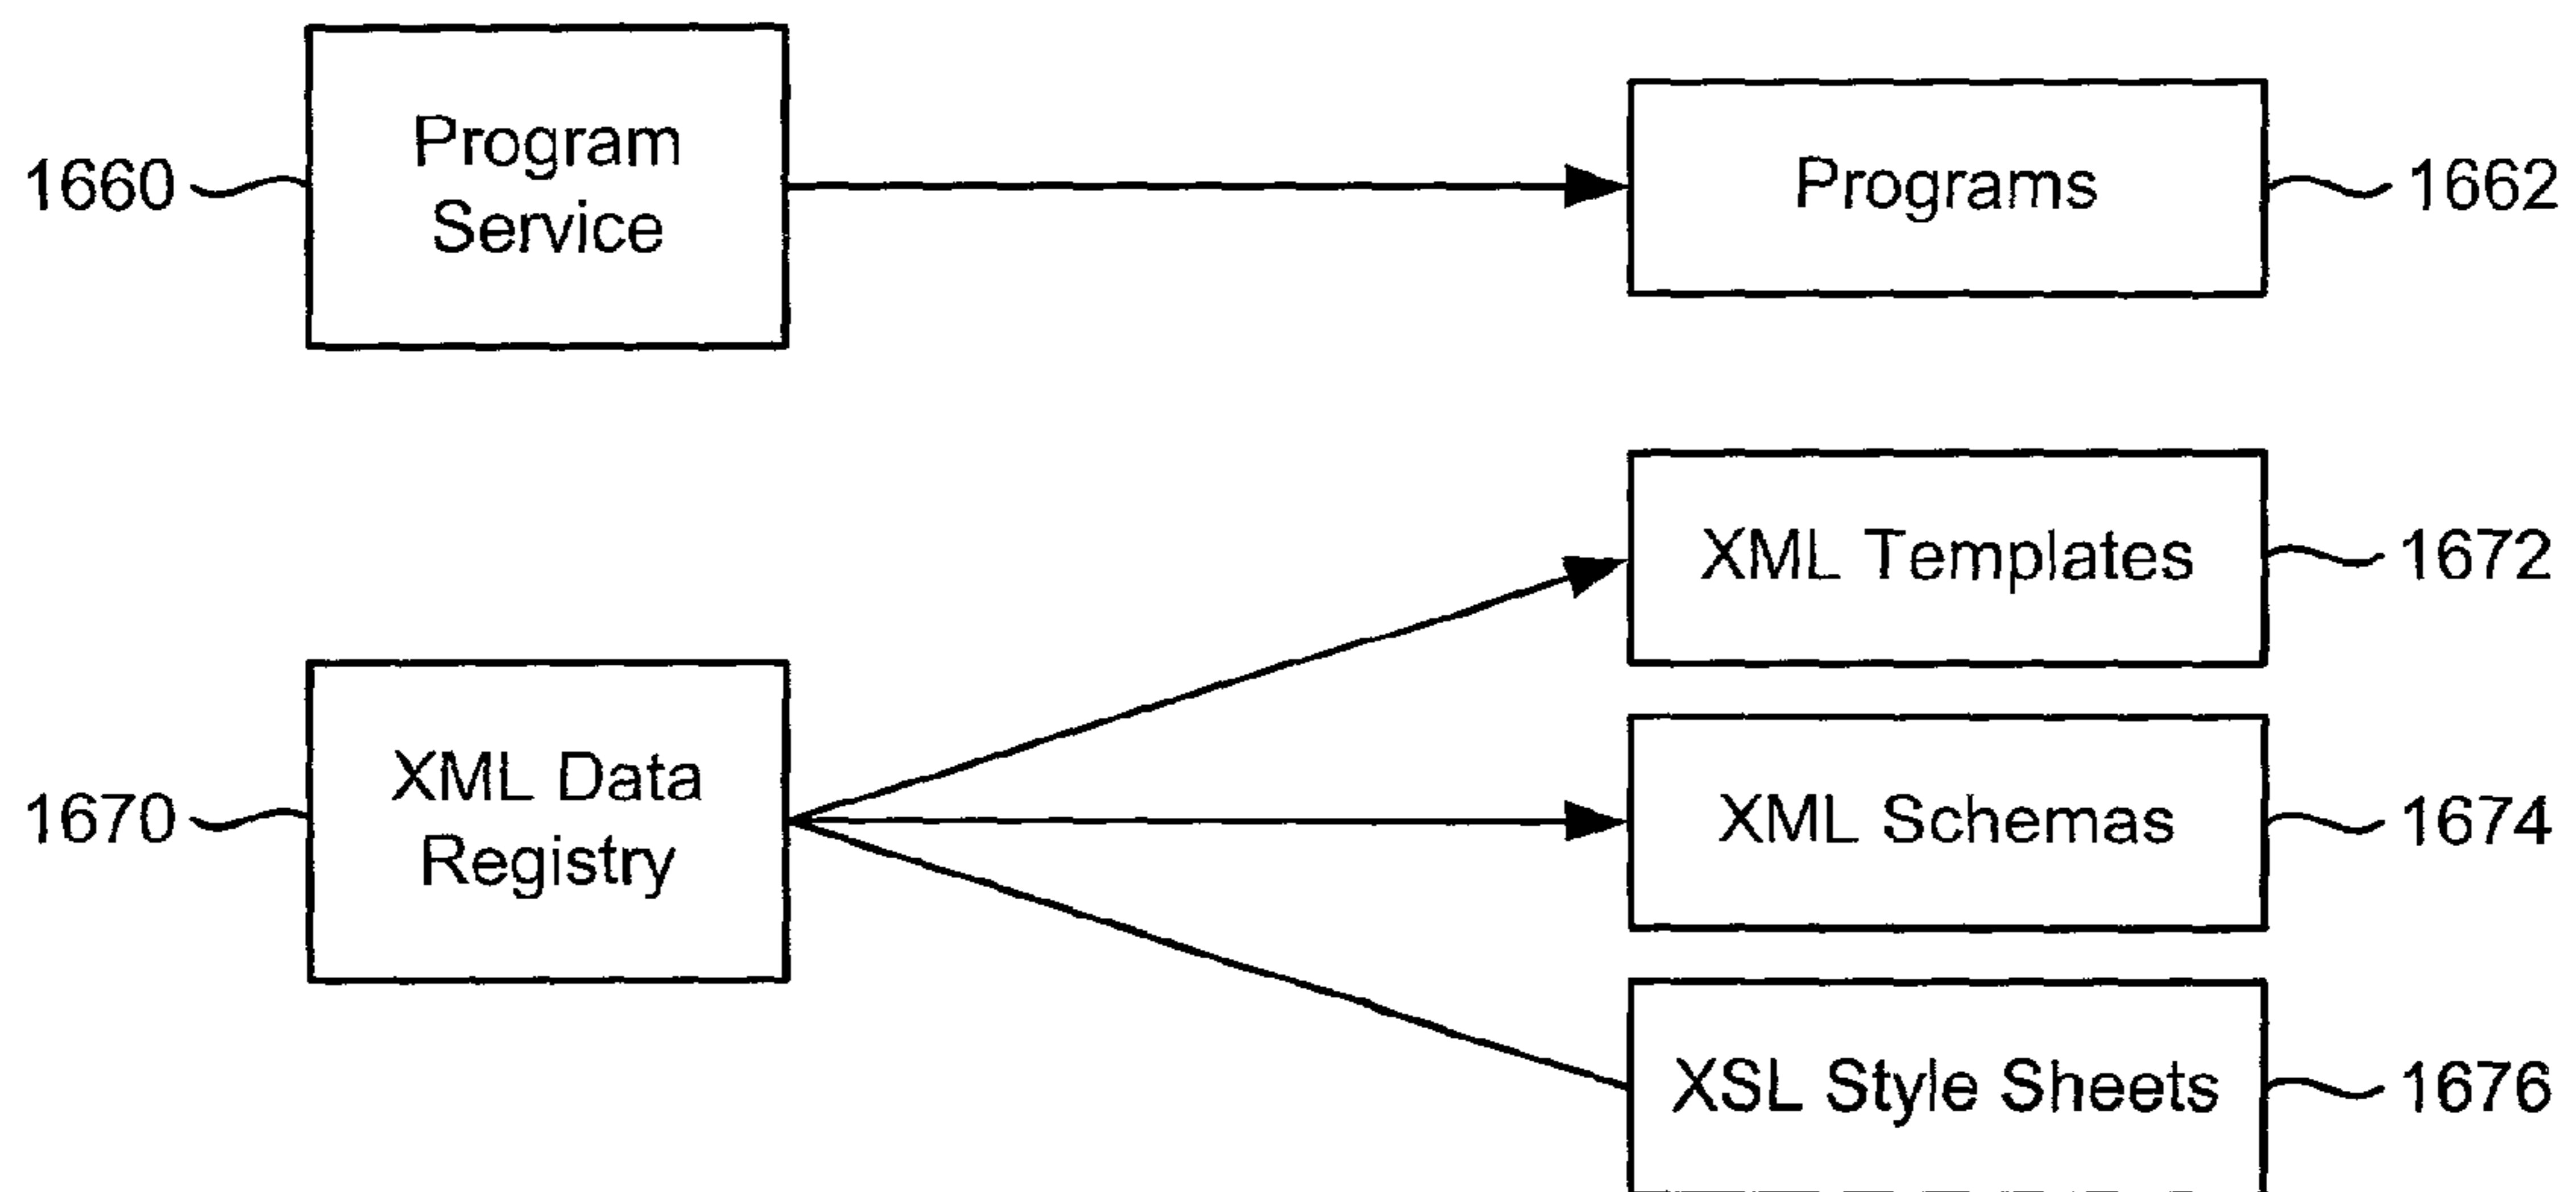 1660
Program
Service
Programs
1662
XML Templates
1672
1670
XML Data
Registry
XML Schemas
1674
XSL Style Sheets
1676